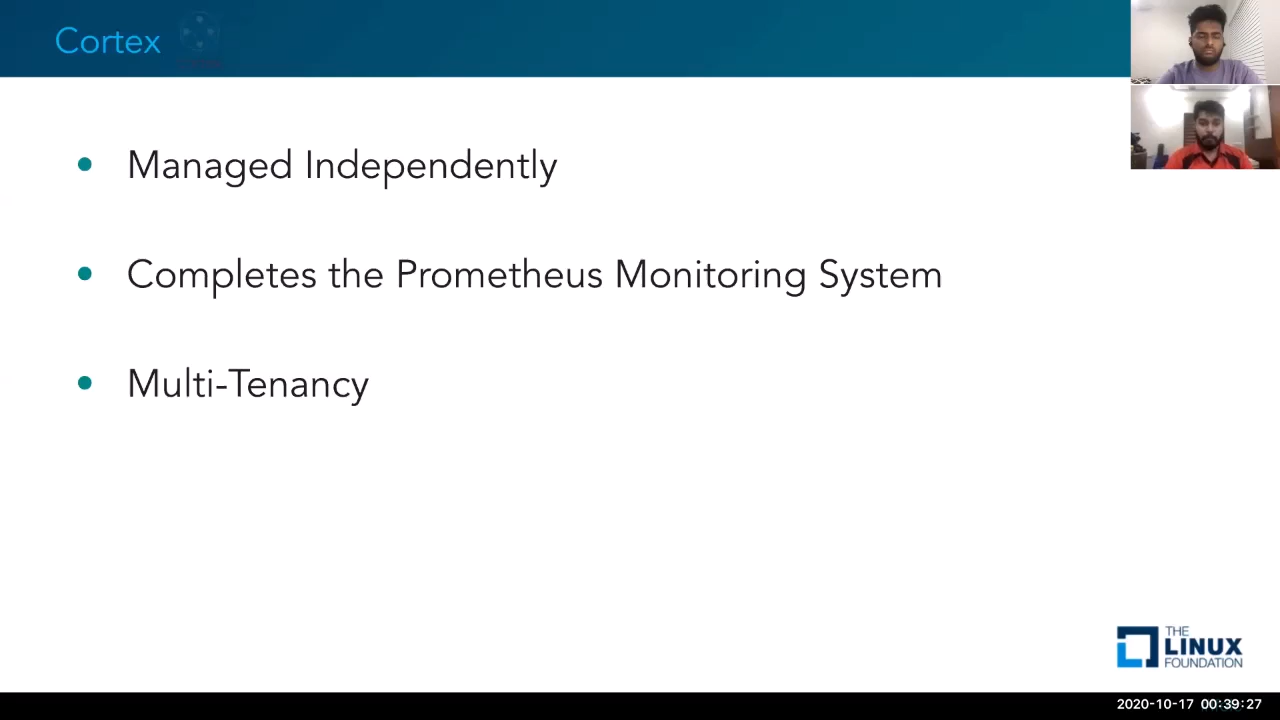 Cortex
Managed Independently
Completes the Prometheus Monitoring System
Multi-Tenancy
THE
LINUX
FOUNDATION
2020-10-17 00:39:27